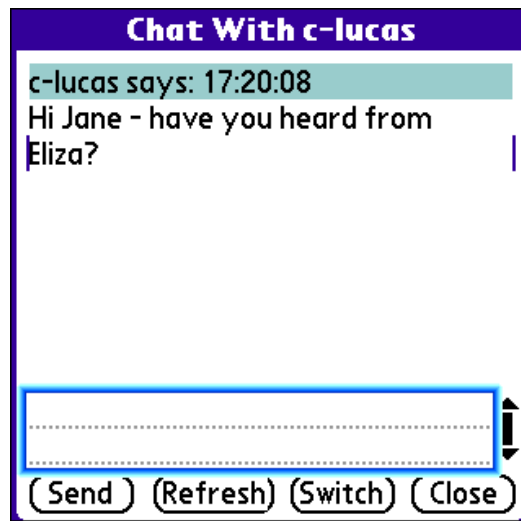 Chat With c-lucas
c-lucas says: 17:20:08
Hi Jane - have you heard from
Eliza?
Send Refresh Switch Close